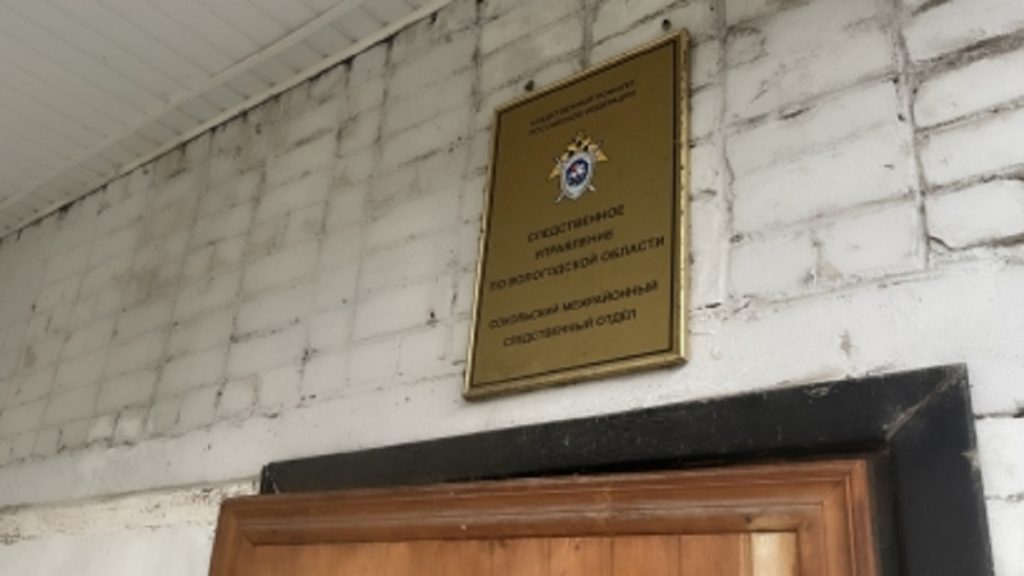 СЛЕДСТВЕННЫЙ КОМИТЕТ
РОССИЙСКОЙ ФЕДЕРАЦИИ
СЛЕДСТВЕННОЕ
УПРАВЛЕНИЕ
ПО ВОЛОГОДСКОЙ ОБЛАСТИ
СОКОЛЬСКИЙ МЕЖРАЙОННЫЙ
СЛЕДСТВЕННЫЙ ОТДЕЛ